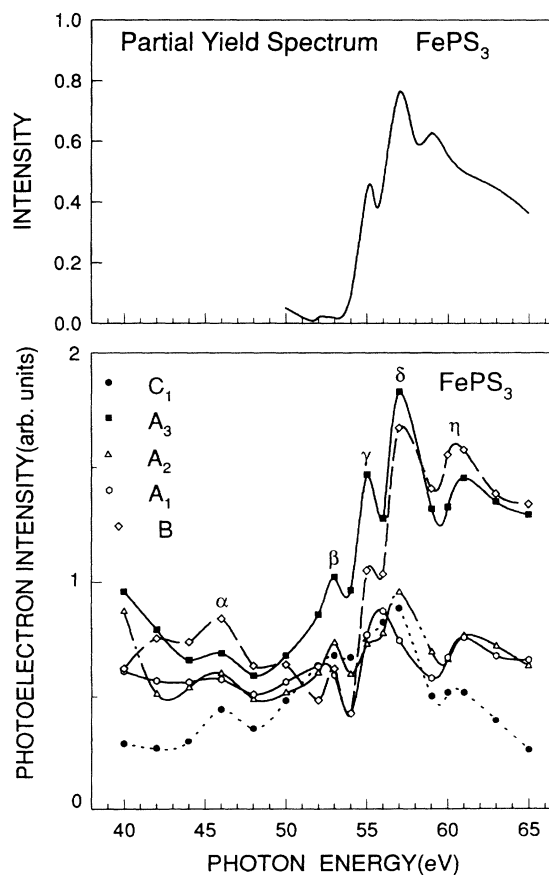 Partial Yield Spectrum FePS3
INTENSITY
1.0
0.8
0.6
0.4
0.2
0.0
PHOTOELECTRON INTENSITY(arb. units)
2
1
0
FePS3
C1
A3
A2
A1
B
α
β
γ
δ
η
40 45 50 55 60 65
PHOTON ENERGY(eV)